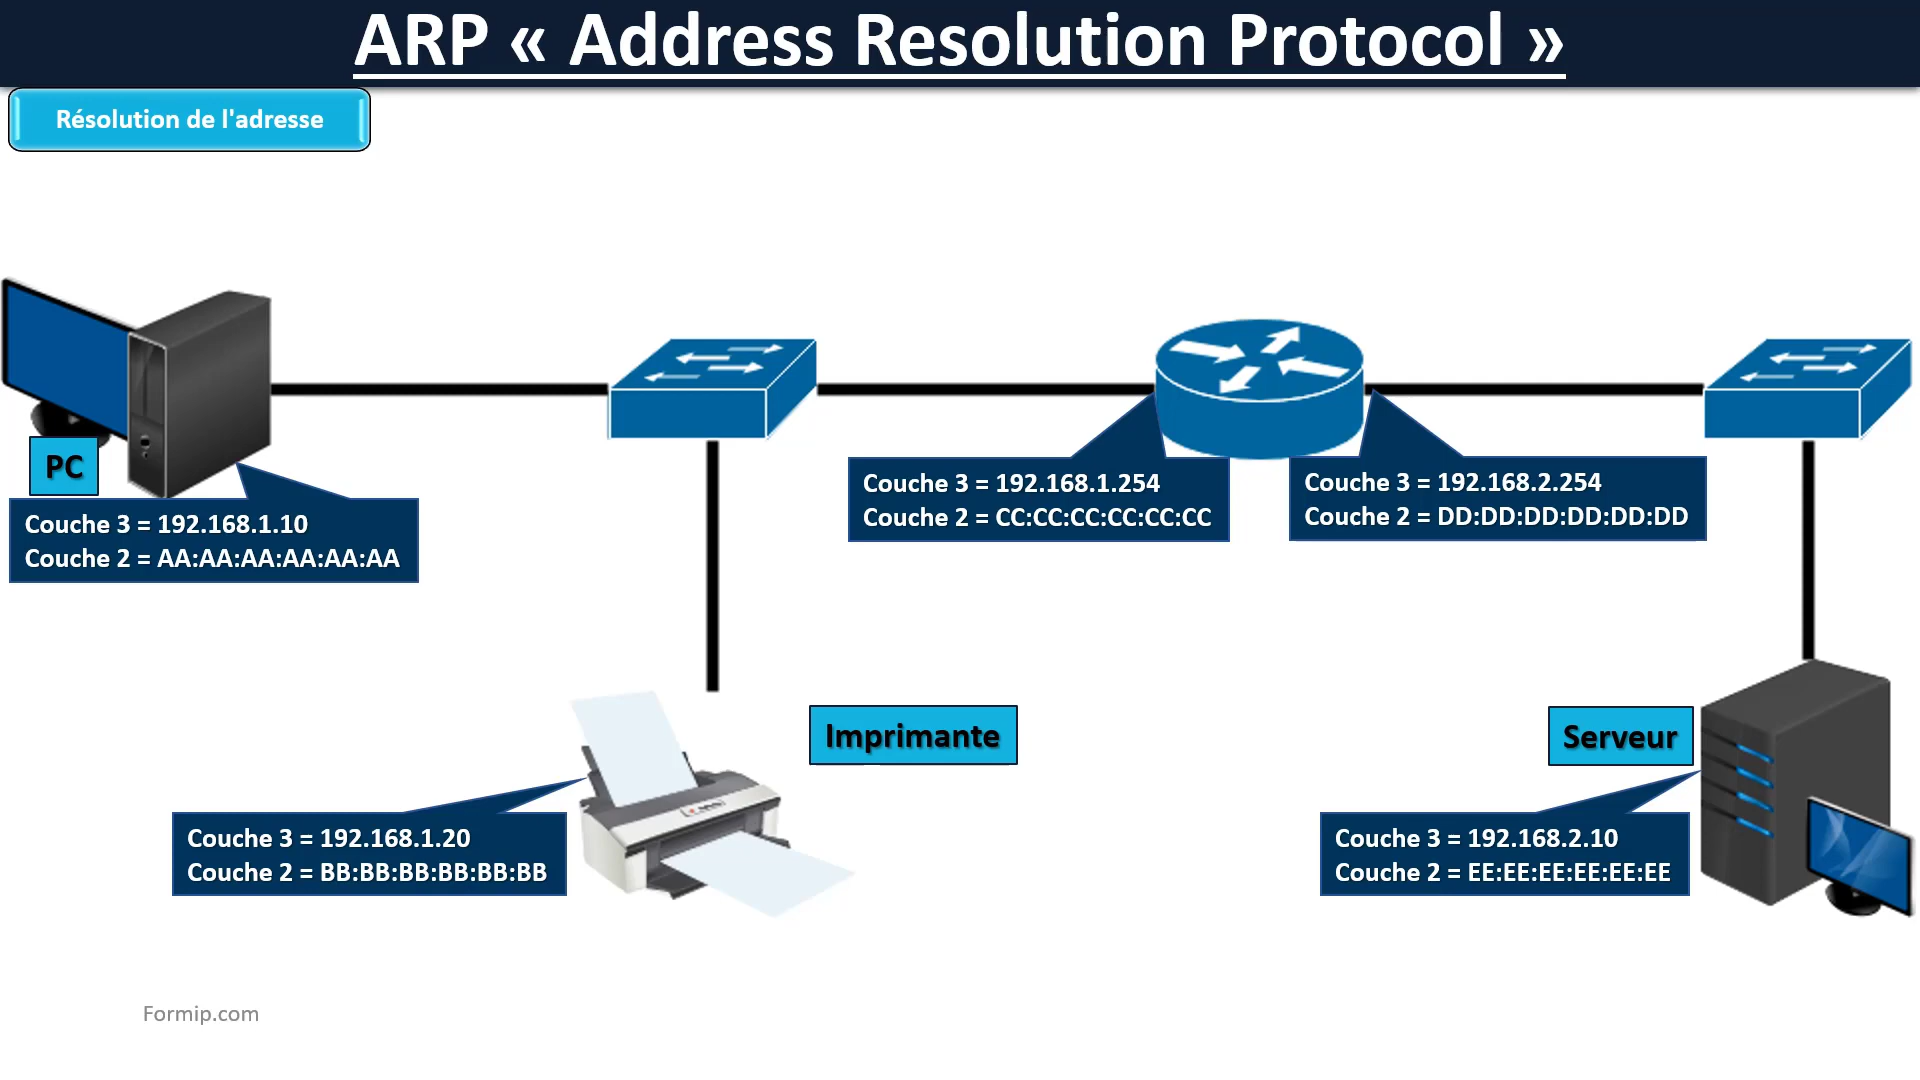 ARP « Address Resolution Protocol »
Résolution de l'adresse
PC
Couche 3 = 192.168.1.10
Couche 2 = AA:AA:AA:AA:AA:AA
Couche 3 = 192.168.1.254
Couche 2 = CC:CC:CC:CC:CC:CC
Couche 3 = 192.168.2.254
Couche 2 = DD:DD:DD:DD:DD:DD
Imprimante
Couche 3 = 192.168.1.20
Couche 2 = BB:BB:BB:BB:BB:BB
Serveur
Couche 3 = 192.168.2.10
Couche 2 = EE:EE:EE:EE:EE:EE
Formip.com